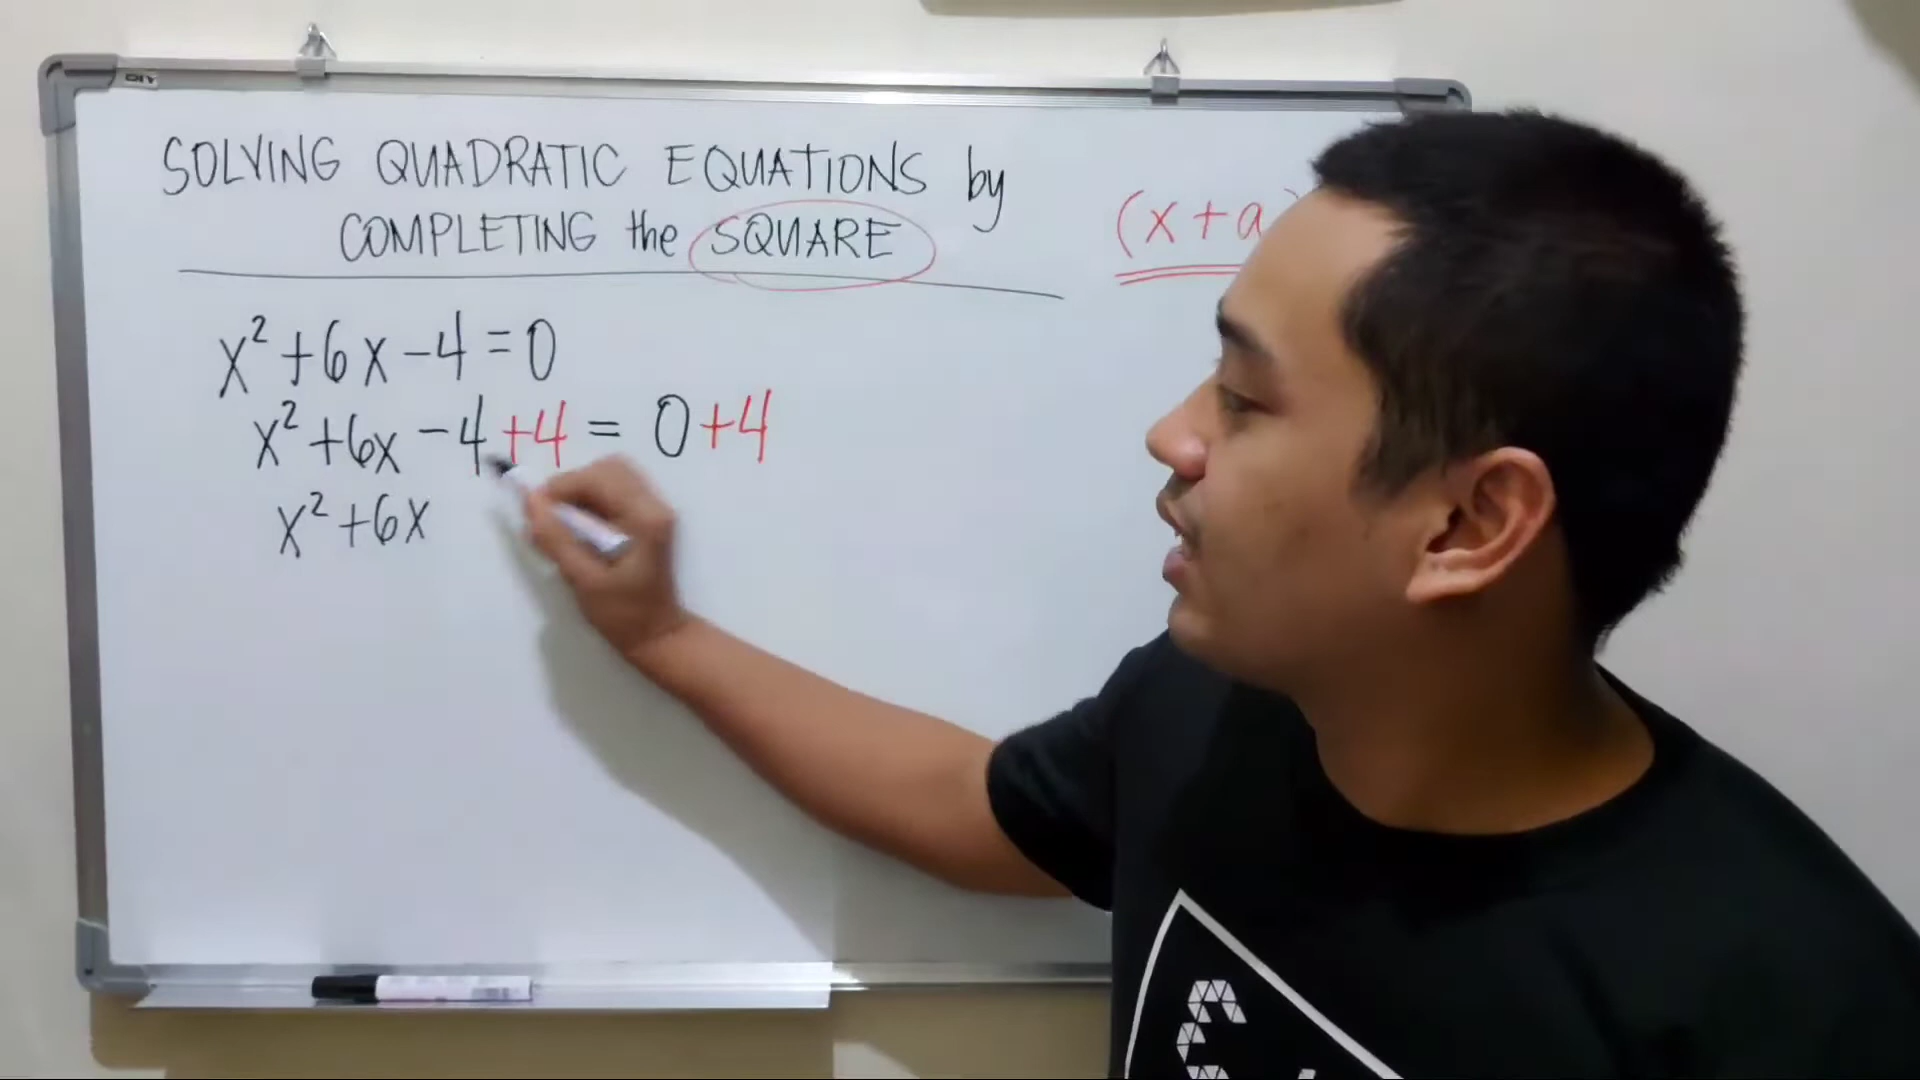 SOLVING QUADRATIC EQUATIONS by
COMPLETING the SQUARE
(x+a)
x²+6x-4=0
x²+6x-4+4= 0+4
x²+6x